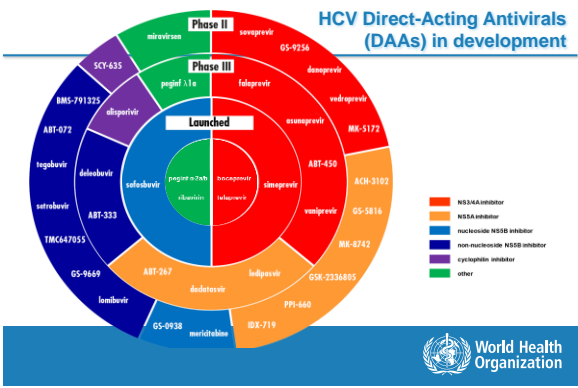 HCV Direct-Acting Antivirals
(DAAs) in development
Phase II
miravirsen
sovaprevir
GS-9256
danoprevir
vedroprevir
MK-5172
ACH-3102
GS-5816
MK-8742
GSK-2336805
PPI-660
IDX-719
mericitabine
GS-0938
lomibuvir
GS-9669
TMC647055
setrobuvir
tegobuvir
ABT-072
BMS-791325
SCY-635
Phase III
peginf λ1a
faleprevir
asunaprevir
ABT-450
vaniprevir
ledipasvir
daclatasvir
ABT-267
ABT-333
deleobuvir
alisporivir
Launched
sofosbuvir
simeprevir
peginf α-2a/b
ribavirin
boceprevir
telaprevir
NS3/4A inhibitor
NS5A inhibitor
nucleoside NS5B inhibitor
non-nucleoside NS5B inhibitor
cyclophilin inhibitor
other
World Health
Organization